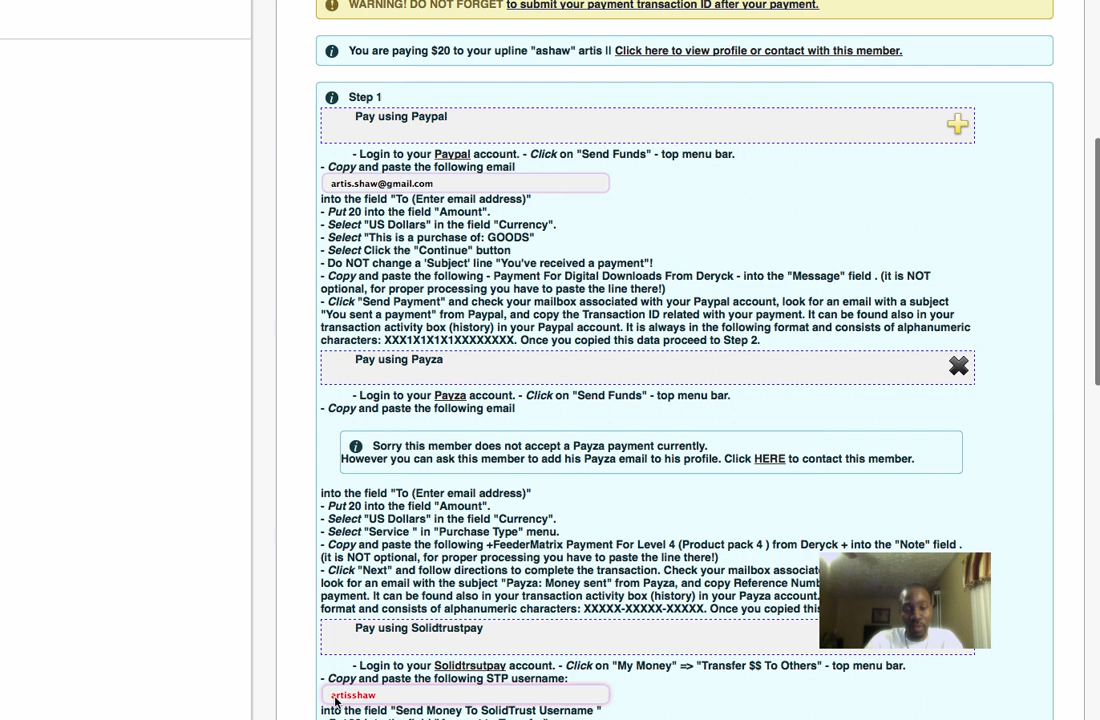 WARNING! DO NOT FORGET to submit your payment transaction ID after your payment.
You are paying $20 to your upline "ashaw" artis || Click here to view profile or contact with this member.
Step 1
Pay using Paypal
- Login to your Paypal account. - Click on "Send Funds" - top menu bar.
- Copy and paste the following email
artis.shaw@gmail.com
into the field "To (Enter email address)"
- Put 20 into the field "Amount".
- Select "US Dollars" in the field "Currency".
- Select "This is a purchase of: GOODS"
- Select Click the "Continue" button
- Do NOT change a 'Subject' line "You've received a payment"!
- Copy and paste the following - Payment For Digital Downloads From Deryck - into the "Message" field . (it is NOT
optional, for proper processing you have to paste the line there!)
- Click "Send Payment" and check your mailbox associated with your Paypal account, look for an email with a subject
"You sent a payment" from Paypal, and copy the Transaction ID related with your payment. It can be found also in your
transaction activity box (history) in your Paypal account. It is always in the following format and consists of alphanumeric
characters: XXX1X1X1X1XXXXXXXX. Once you copied this data proceed to Step 2.
Pay using Payza
- Login to your Payza account. - Click on "Send Funds" - top menu bar.
- Copy and paste the following email
Sorry this member does not accept a Payza payment currently.
However you can ask this member to add his Payza email to his profile. Click HERE to contact this member.
into the field "To (Enter email address)"
- Put 20 into the field "Amount".
- Select "US Dollars" in the field "Currency".
- Select "Service " in "Purchase Type" menu.
- Copy and paste the following +FeederMatrix Payment For Level 4 (Product pack 4 ) from Deryck + into the "Note" field .
(it is NOT optional, for proper processing you have to paste the line there!)
- Click "Next" and follow directions to complete the transaction. Check your mailbox associate
look for an email with the subject "Payza: Money sent" from Payza, and copy Reference Numb
payment. It can be found also in your transaction activity box (history) in your Payza account.
format and consists of alphanumeric characters: XXXXX-XXXXX-XXXXX. Once you copied this
Pay using Solidtrustpay
- Login to your Solidtrsutpay account. - Click on "My Money" => "Transfer $$ To Others" - top menu bar.
- Copy and paste the following STP username:
artisshaw
into the field "Send Money To SolidTrust Username "